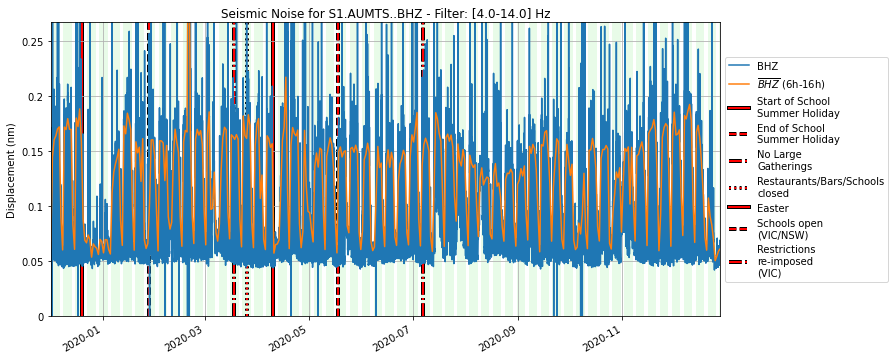 Seismic Noise for S1.AUMTS..BHZ - Filter: [4.0-14.0] Hz
0.25
0.2
0.15
0.1
0.05
0
Displacement (nm)
2020-01
2020-03
2020-05
2020-07
2020-09
2020-11
BHZ
BHZ (6h-16h)
Start of School
Summer Holiday
End of School
Summer Holiday
No Large
Gatherings
Restaurants/Bars/Schools
closed
Easter
Schools open
(VIC/NSW)
Restrictions
re-imposed
(VIC)